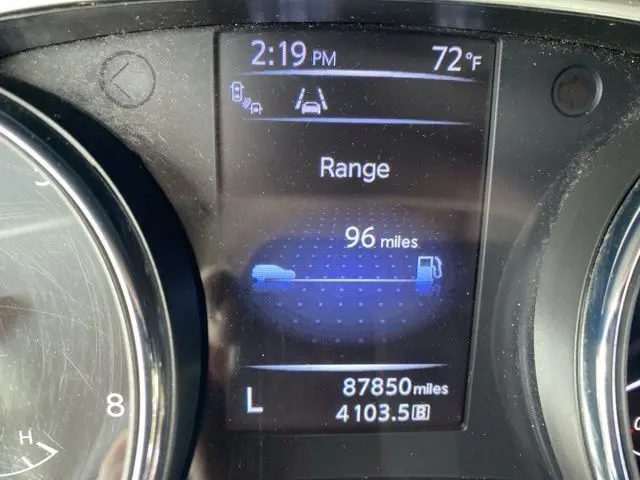 2:19 PM 72°F
Range
96 miles
87850 miles
L
4103.5 B
8
H